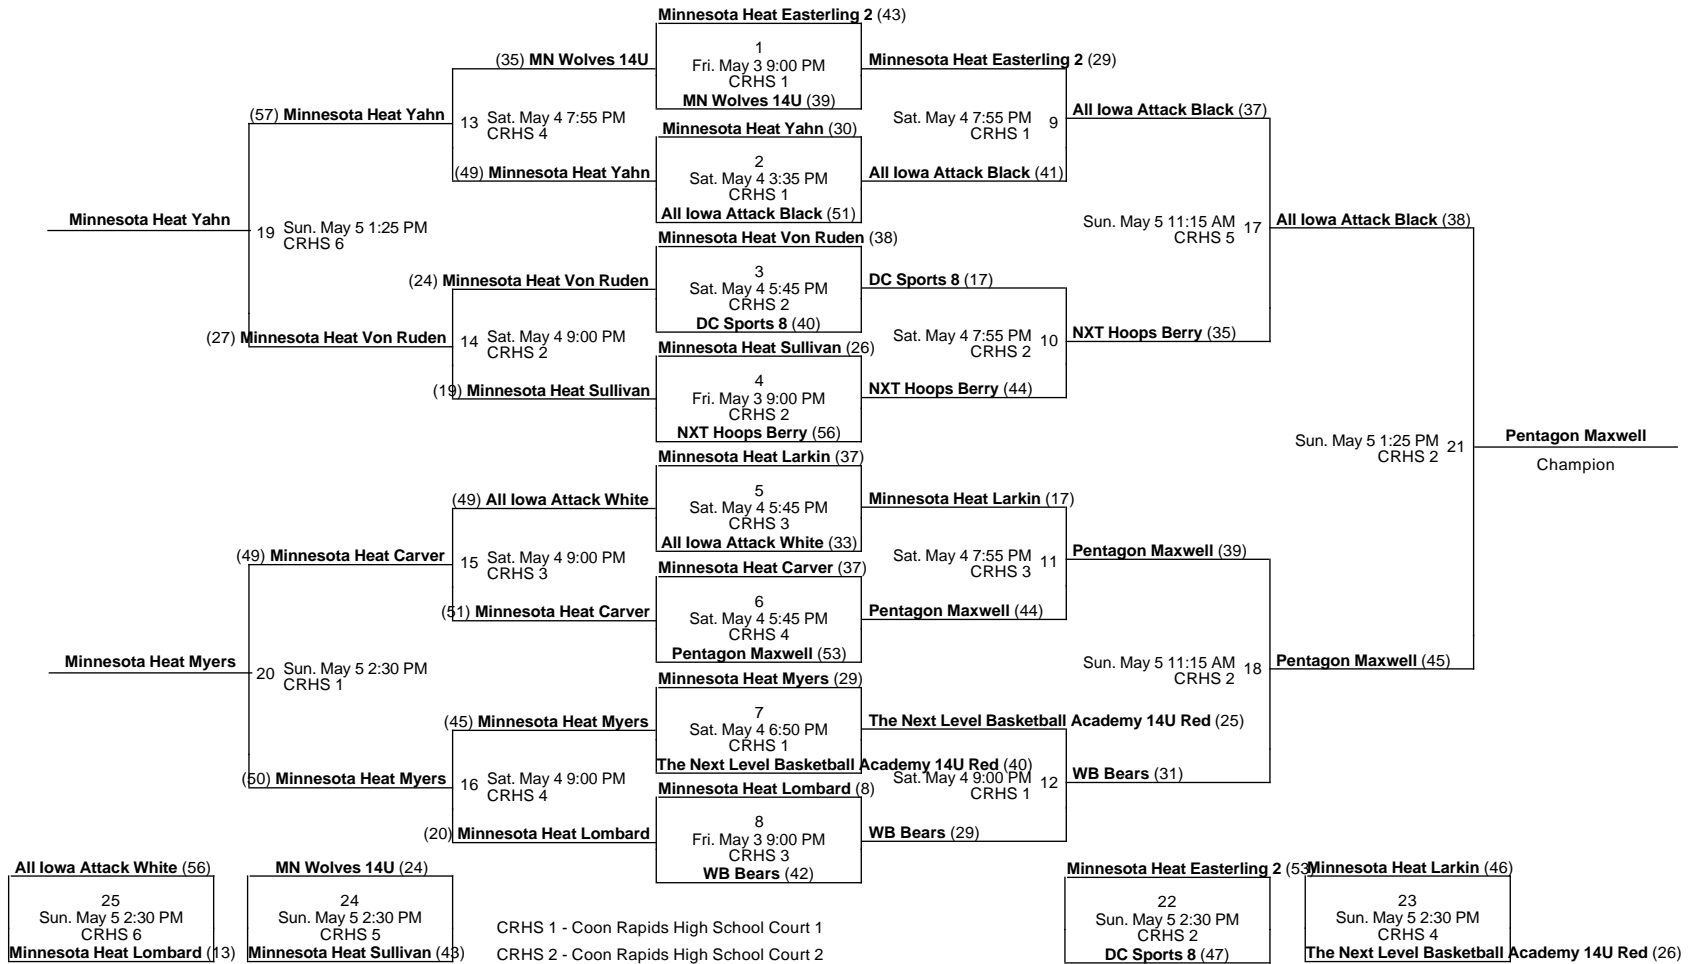 Minnesota Heat Easterling 2 (43)
1
Fri. May 3 9:00 PM
CRHS 1
MN Wolves 14U (39)
(35) MN Wolves 14U
Minnesota Heat Easterling 2 (29)
(57) Minnesota Heat Yahn
13 Sat. May 4 7:55 PM
CRHS 4
Sat. May 4 7:55 PM 9
CRHS 1
All Iowa Attack Black (37)
Minnesota Heat Yahn (30)
2
Sat. May 4 3:35 PM
CRHS 1
All Iowa Attack Black (51)
(49) Minnesota Heat Yahn
All Iowa Attack Black (41)
Minnesota Heat Yahn
19 Sun. May 5 1:25 PM
CRHS 6
Sun. May 5 11:15 AM 17
CRHS 5
All Iowa Attack Black (38)
Minnesota Heat Von Ruden (38)
3
Sat. May 4 5:45 PM
CRHS 2
DC Sports 8 (40)
(24) Minnesota Heat Von Ruden
DC Sports 8 (17)
(27) Minnesota Heat Von Ruden
14 Sat. May 4 9:00 PM
CRHS 2
Sat. May 4 7:55 PM 10
CRHS 2
NXT Hoops Berry (35)
Minnesota Heat Sullivan (26)
4
Fri. May 3 9:00 PM
CRHS 2
NXT Hoops Berry (56)
(19) Minnesota Heat Sullivan
NXT Hoops Berry (44)
Sun. May 5 1:25 PM 21
CRHS 2
Pentagon Maxwell
Champion
Minnesota Heat Larkin (37)
5
Sat. May 4 5:45 PM
CRHS 3
All Iowa Attack White (33)
(49) All Iowa Attack White
Minnesota Heat Larkin (17)
(49) Minnesota Heat Carver
15 Sat. May 4 9:00 PM
CRHS 3
Sat. May 4 7:55 PM 11
CRHS 3
Pentagon Maxwell (39)
Minnesota Heat Carver (37)
6
Sat. May 4 5:45 PM
CRHS 4
Pentagon Maxwell (53)
(51) Minnesota Heat Carver
Pentagon Maxwell (44)
Minnesota Heat Myers
20 Sun. May 5 2:30 PM
CRHS 1
Sun. May 5 11:15 AM 18
CRHS 2
Pentagon Maxwell (45)
Minnesota Heat Myers (29)
7
Sat. May 4 6:50 PM
CRHS 1
The Next Level Basketball Academy 14U Red (40)
(45) Minnesota Heat Myers
The Next Level Basketball Academy 14U Red (25)
(50) Minnesota Heat Myers
16 Sat. May 4 9:00 PM
CRHS 4
Sat. May 4 9:00 PM 12
CRHS 1
WB Bears (31)
Minnesota Heat Lombard (8)
8
Fri. May 3 9:00 PM
CRHS 3
WB Bears (42)
(20) Minnesota Heat Lombard
WB Bears (29)
All Iowa Attack White (56)
25
Sun. May 5 2:30 PM
CRHS 6
Minnesota Heat Lombard (13)
MN Wolves 14U (24)
24
Sun. May 5 2:30 PM
CRHS 5
Minnesota Heat Sullivan (43)
CRHS 1 - Coon Rapids High School Court 1
CRHS 2 - Coon Rapids High School Court 2
Minnesota Heat Easterling 2 (53)
22
Sun. May 5 2:30 PM
CRHS 2
DC Sports 8 (47)
Minnesota Heat Larkin (46)
23
Sun. May 5 2:30 PM
CRHS 4
The Next Level Basketball Academy 14U Red (26)